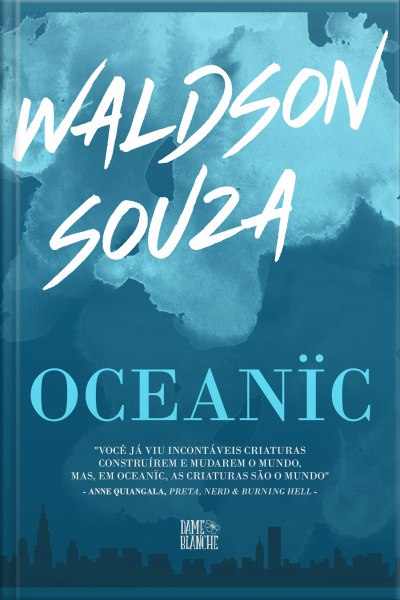 WALDSON
SOUZA
OCEANÏC
"VOCÊ JÁ VIU INCONTÁVEIS CRIATURAS
CONSTRUÍREM E MUDAREM O MUNDO,
MAS, EM OCEANÏC, AS CRIATURAS SÃO O MUNDO"
- ANNE QUIANGALA, PRETA, NERD & BURNING HELL -
DAME
BLANCHE